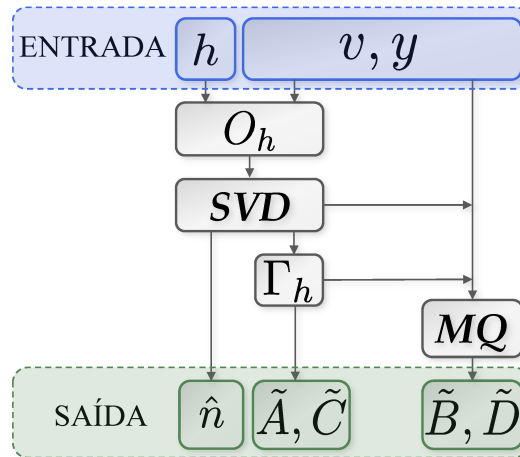 ENTRADA h v, y
O_h
SVD
Γ_h
MQ
SAÍDA n̂ Ã, C̃ B̃, D̃